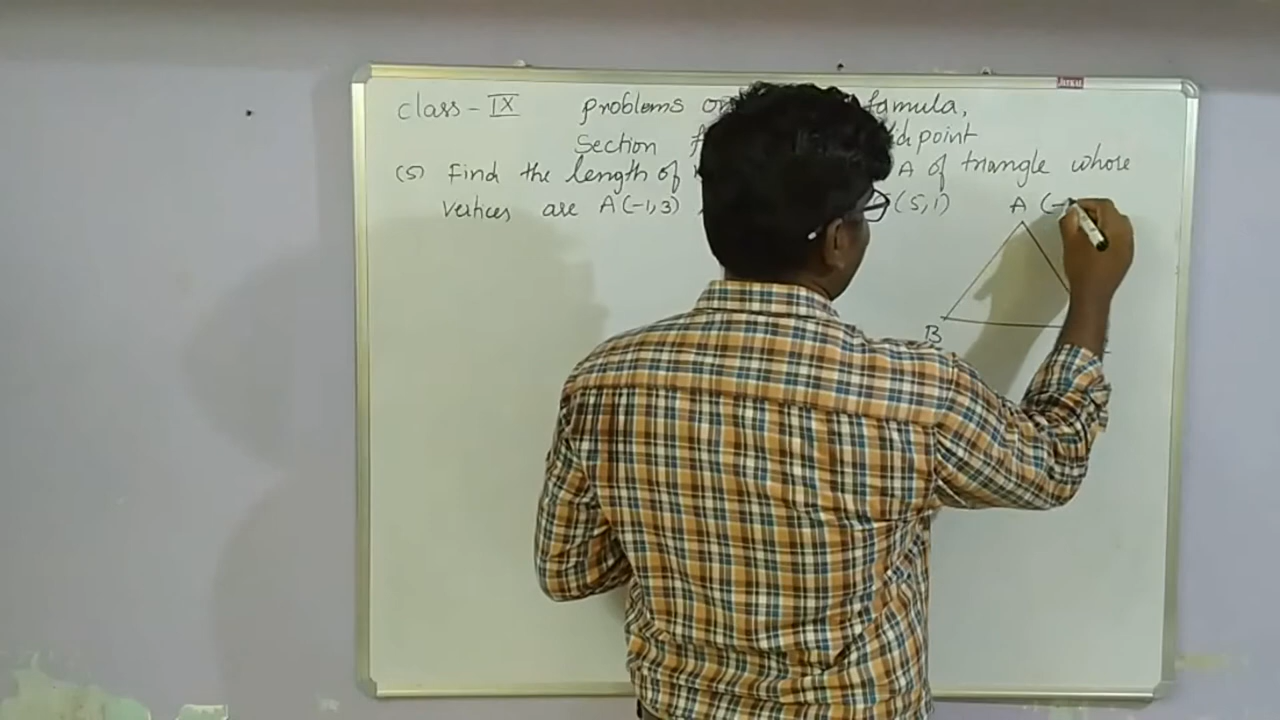 class - IX problems on famula,
Section point
(5) Find the length of A of triangle whose
vertices are A(-1,3) (5,1) A (-
B